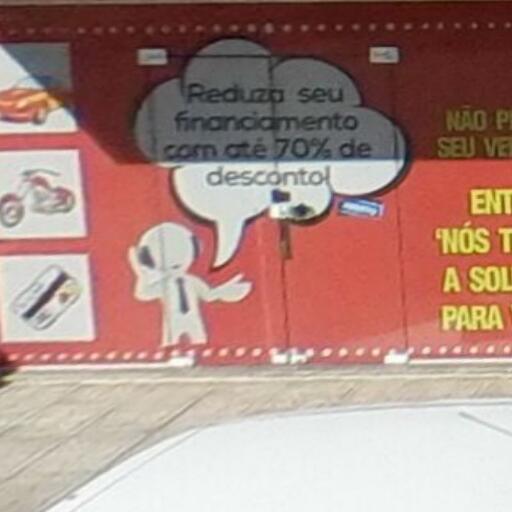 Reduza seu
financiamento
com até 70% de
desconto!
NÃO P
SEU VE
ENT
'NÓS T
A SOL
PARA